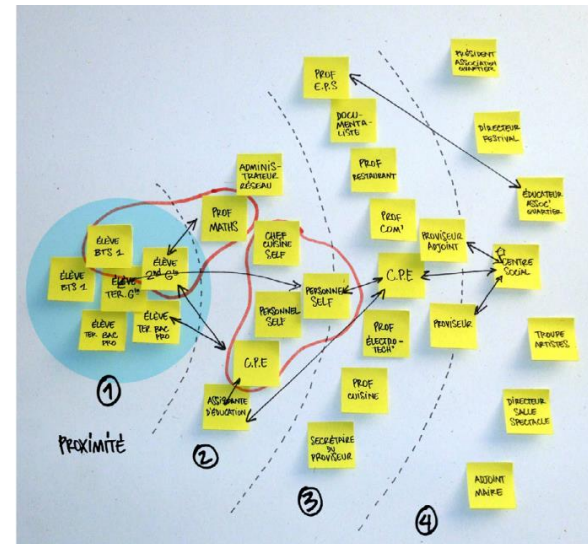 PRÉSIDENT
ASSOCIATION
QUARTIER
PROF
E.P.S
DOCUMENTA-
LISTE
DIRECTEUR
FESTIVAL
ADMINIS-
TRATEUR
RÉSEAU
PROF
RESTAURANT
ÉDUCATEUR
ASSOC°
QUARTIER
PROF
MATHS
PROF
COM°
PROVISEUR
ADJOINT
ÉLÈVE
BTS 1
CHEF
CUISINE
SELF
ÉLÈVE
BTS 1
ÉLÈVE
2nd Gle
CENTRE
SOCIAL
C.P.E
ÉLÈVE
TER. Gle
PERSONNEL
SELF
PERSONNEL
SELF
ÉLÈVE
TER BAC
PRO
ÉLÈVE
TER BAC
PRO
PROF
ÉLECTRO-
TECH°
PROVISEUR
TROUPE
ARTISTES
C.P.E
1
ASSISTANTE
D'ÉDUCATION
PROF
CUISINE
DIRECTEUR
SALLE
SPECTACLE
PROXIMITÉ
2
SECRÉTAIRE
DU
PROVISEUR
3
4
ADJOINT
MAIRE